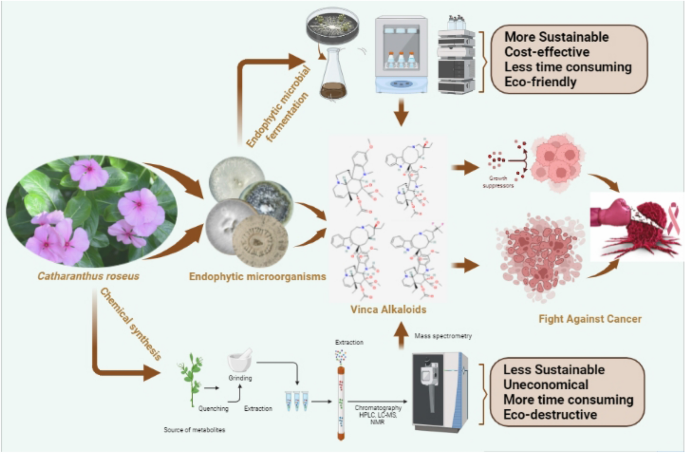 More Sustainable
Cost-effective
Less time consuming
Eco-friendly
Endophytic microbial
fermentation
Growth
suppressors
Catharanthus roseus
Endophytic microorganisms
Vinca Alkaloids
Fight Against Cancer
Chemical synthesis
Extraction
Mass spectrometry
Grinding
Quenching
Extraction
Chromatography
HPLC, LC-MS,
NMR
Source of metabolites
Less Sustainable
Uneconomical
More time consuming
Eco-destructive